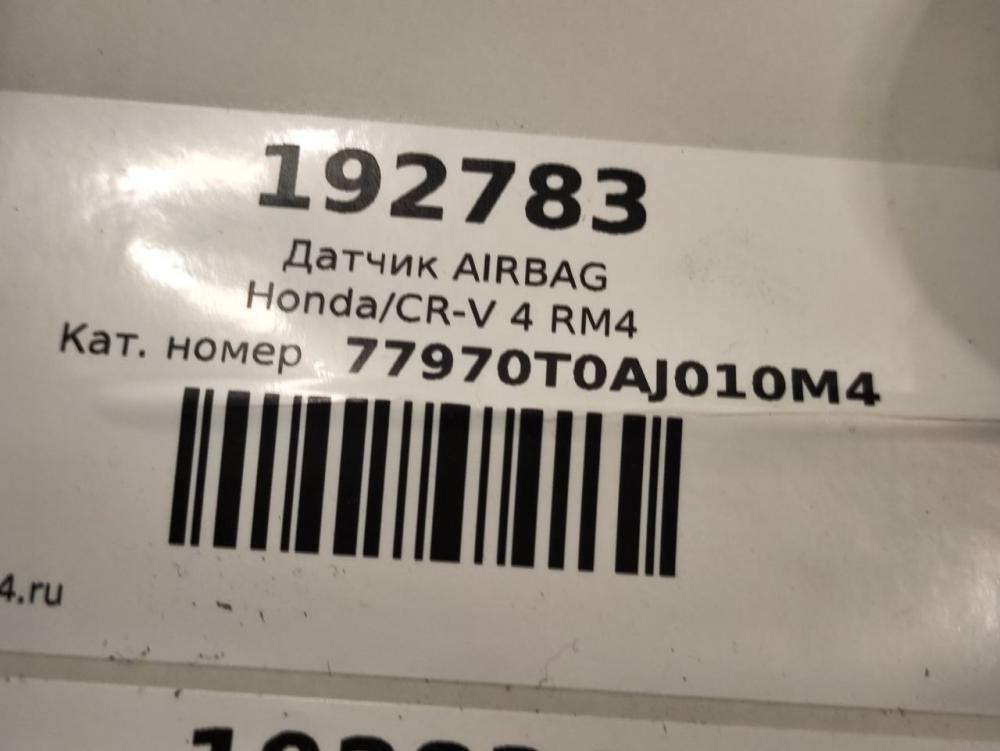 192783
Датчик AIRBAG
Honda/CR-V 4 RM4
Кат. номер 77970T0AJ010M4
4.ru